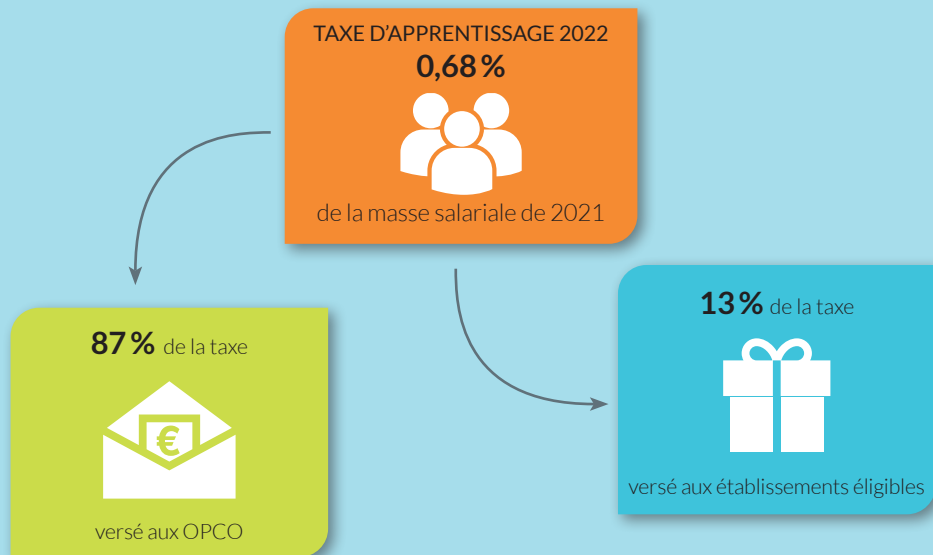 TAXE D'APPRENTISSAGE 2022
0,68 %
de la masse salariale de 2021
87 % de la taxe
€
versé aux OPCO
13 % de la taxe
versé aux établissements éligibles